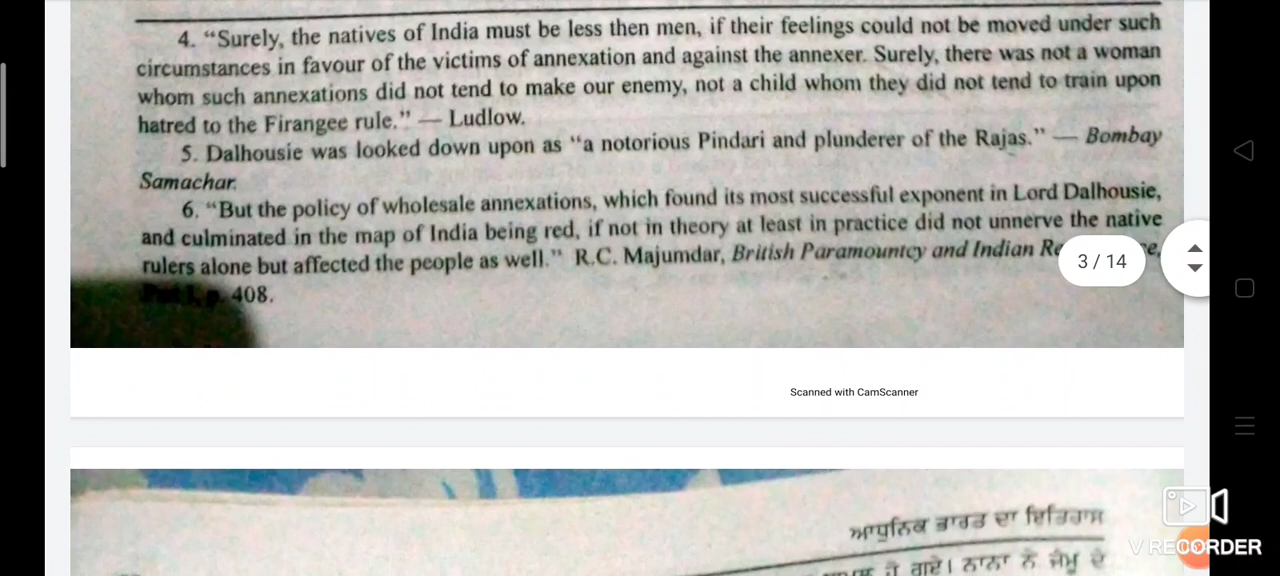 4. “Surely, the natives of India must be less then men, if their feelings could not be moved under such
circumstances in favour of the victims of annexation and against the annexer. Surely, there was not a woman
whom such annexations did not tend to make our enemy, not a child whom they did not tend to train upon
hatred to the Firangee rule.” — Ludlow.
5. Dalhousie was looked down upon as “a notorious Pindari and plunderer of the Rajas.” — Bombay
Samachar.
6. “But the policy of wholesale annexations, which found its most successful exponent in Lord Dalhousie,
and culminated in the map of India being red, if not in theory at least in practice did not unnerve the native
rulers alone but affected the people as well.” R.C. Majumdar, British Paramountcy and Indian
3 / 14
408.
Scanned with CamScanner
ਆਧੁਨਿਕ ਭਾਰਤ ਦਾ ਇਤਿਹਾਸ
ਹੋ ਗਏ। ਨਾਨਾ ਨੇ ਜੰਮੂ ਦੇ
V RECORDER